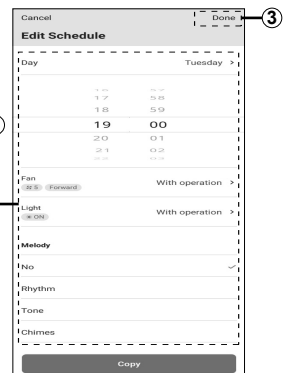 Cancel Done 3
Edit Schedule
Day Tuesday >
17 58
18 59
19 00
20 01
21 02
Fan
5 Forward With operation >
Light
ON With operation >
Melody
No
Rhythm
Tone
Chimes
Copy